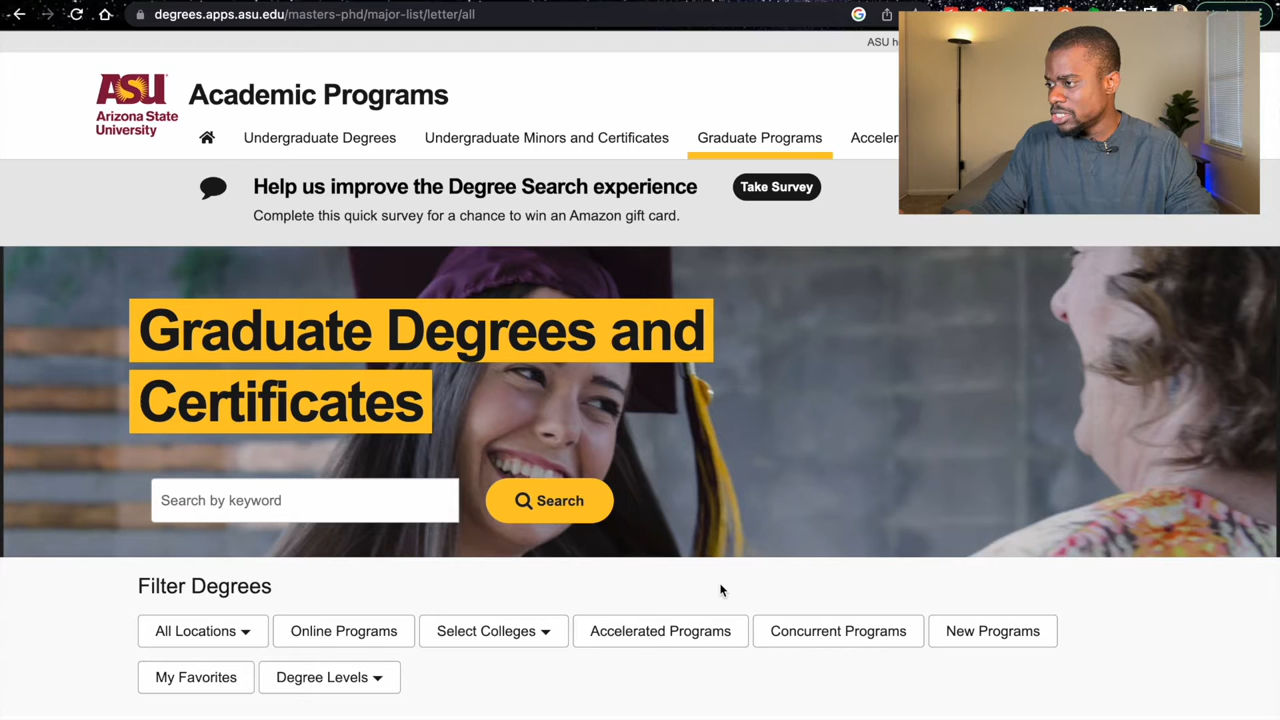 degrees.apps.asu.edu/masters-phd/major-list/letter/all
ASU h
ASU
Arizona State
University
Academic Programs
Undergraduate Degrees
Undergraduate Minors and Certificates
Graduate Programs
Acceler
Help us improve the Degree Search experience
Take Survey
Complete this quick survey for a chance to win an Amazon gift card.
Graduate Degrees and
Certificates
Search by keyword
Search
Filter Degrees
All Locations
Online Programs
Select Colleges
Accelerated Programs
Concurrent Programs
New Programs
My Favorites
Degree Levels